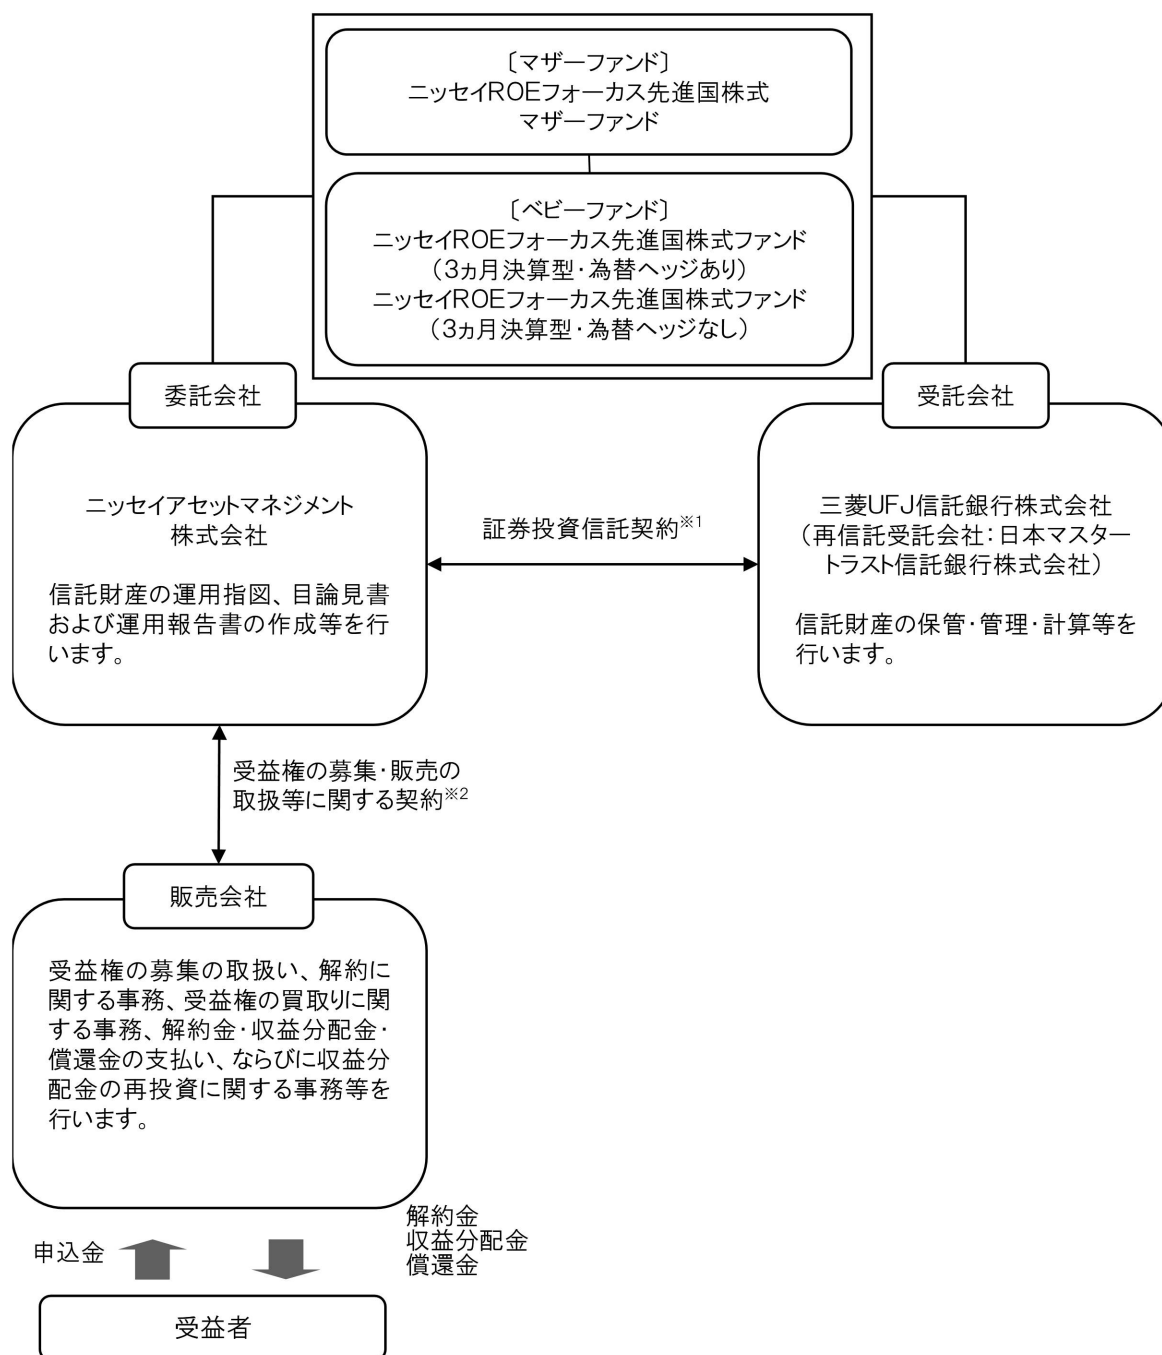 〔マザーファンド〕
ニッセイROEフォーカス先進国株式
マザーファンド
〔ベビーファンド〕
ニッセイROEフォーカス先進国株式ファンド
（3ヵ月決算型・為替ヘッジあり）
ニッセイROEフォーカス先進国株式ファンド
（3ヵ月決算型・為替ヘッジなし）
委託会社
ニッセイアセットマネジメント
株式会社
信託財産の運用指図、目論見書
および運用報告書の作成等を行
います。
証券投資信託契約※1
受託会社
三菱UFJ信託銀行株式会社
（再信託受託会社：日本マスター
トラスト信託銀行株式会社）
信託財産の保管・管理・計算等を
行います。
受益権の募集・販売の
取扱等に関する契約※2
販売会社
受益権の募集の取扱い、解約に
関する事務、受益権の買取りに関
する事務、解約金・収益分配金・
償還金の支払い、ならびに収益分
配金の再投資に関する事務等を
行います。
申込金
解約金
収益分配金
償還金
受益者